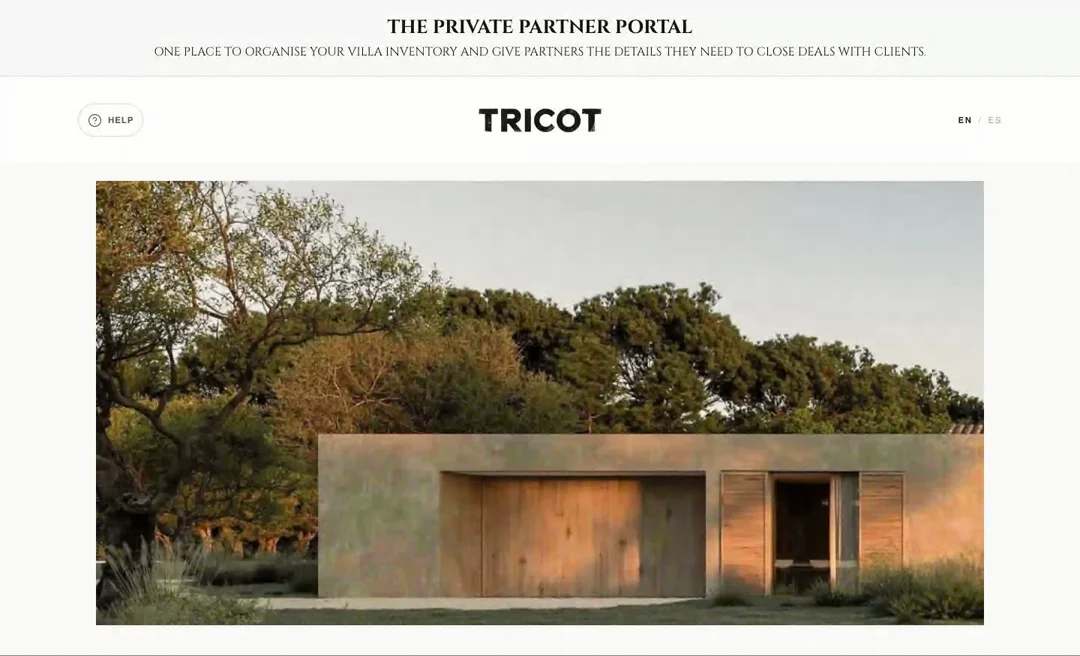 THE PRIVATE PARTNER PORTAL
ONE PLACE TO ORGANISE YOUR VILLA INVENTORY AND GIVE PARTNERS THE DETAILS THEY NEED TO CLOSE DEALS WITH CLIENTS.
? HELP
TRICOT
EN / ES